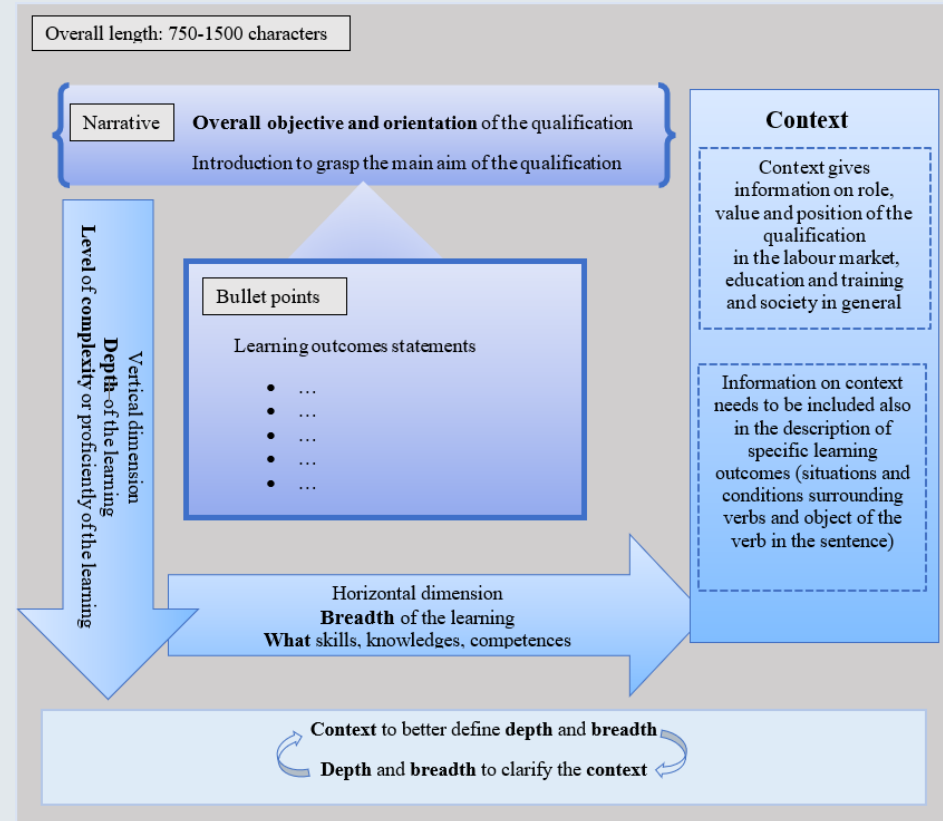 Overall length: 750-1500 characters
Narrative
Overall objective and orientation of the qualification
Introduction to grasp the main aim of the qualification
Context
Context gives
information on role,
value and position of the
qualification
in the labour market,
education and training
and society in general
Information on context
needs to be included also
in the description of
specific learning
outcomes (situations and
conditions surrounding
verbs and object of the
verb in the sentence)
Vertical dimension
Depth of the learning
Level of complexity or proficiently of the learning
Bullet points
Learning outcomes statements
• …
• …
• …
• …
• …
Horizontal dimension
Breadth of the learning
What skills, knowledges, competences
Context to better define depth and breadth
Depth and breadth to clarify the context